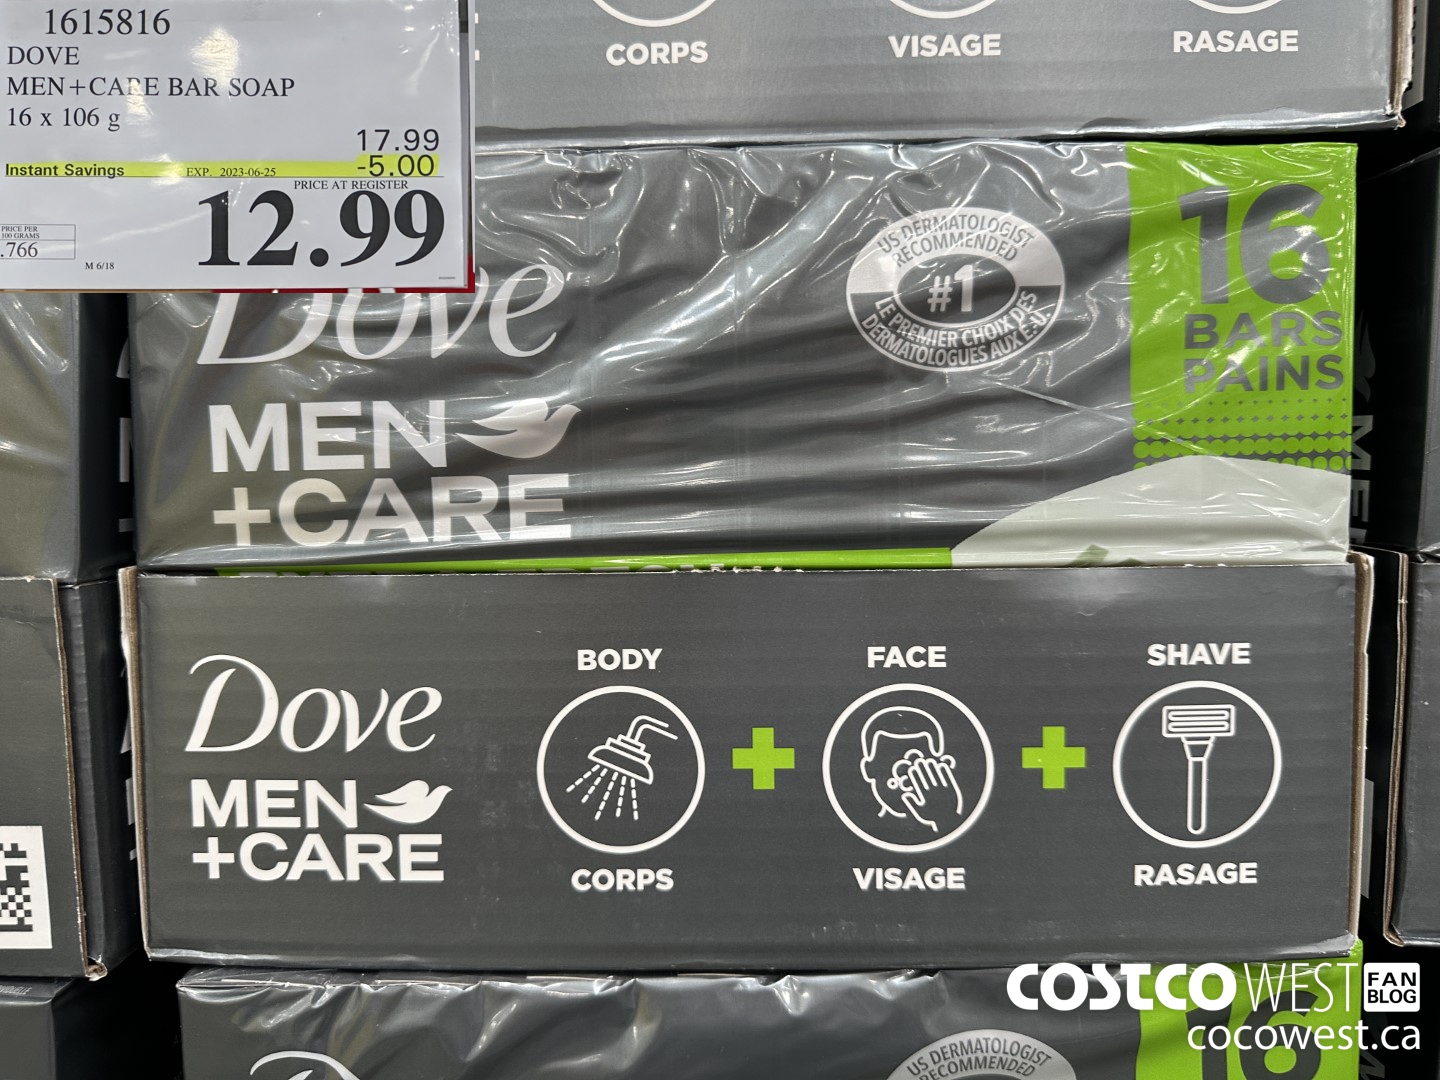 1615816
DOVE
MEN+CARE BAR SOAP
16 x 106 g
17.99
Instant Savings EXP. 2023-06-25 -5.00
PRICE AT REGISTER
12.99
PRICE PER
100 GRAMS
.766
M 6/18
CORPS VISAGE RASAGE
Dove
MEN
+CARE
US DERMATOLOGIST
RECOMMENDED
#1
LE PREMIER CHOIX DES
DERMATOLOGUES AUX É.-U.
16
BARS
PAINS
Dove
MEN
+CARE
BODY FACE SHAVE
CORPS VISAGE RASAGE
Dove
US DERMATOLOGIST
RECOMMENDED
16
COSTCO WEST FAN
BLOG
cocowest.ca